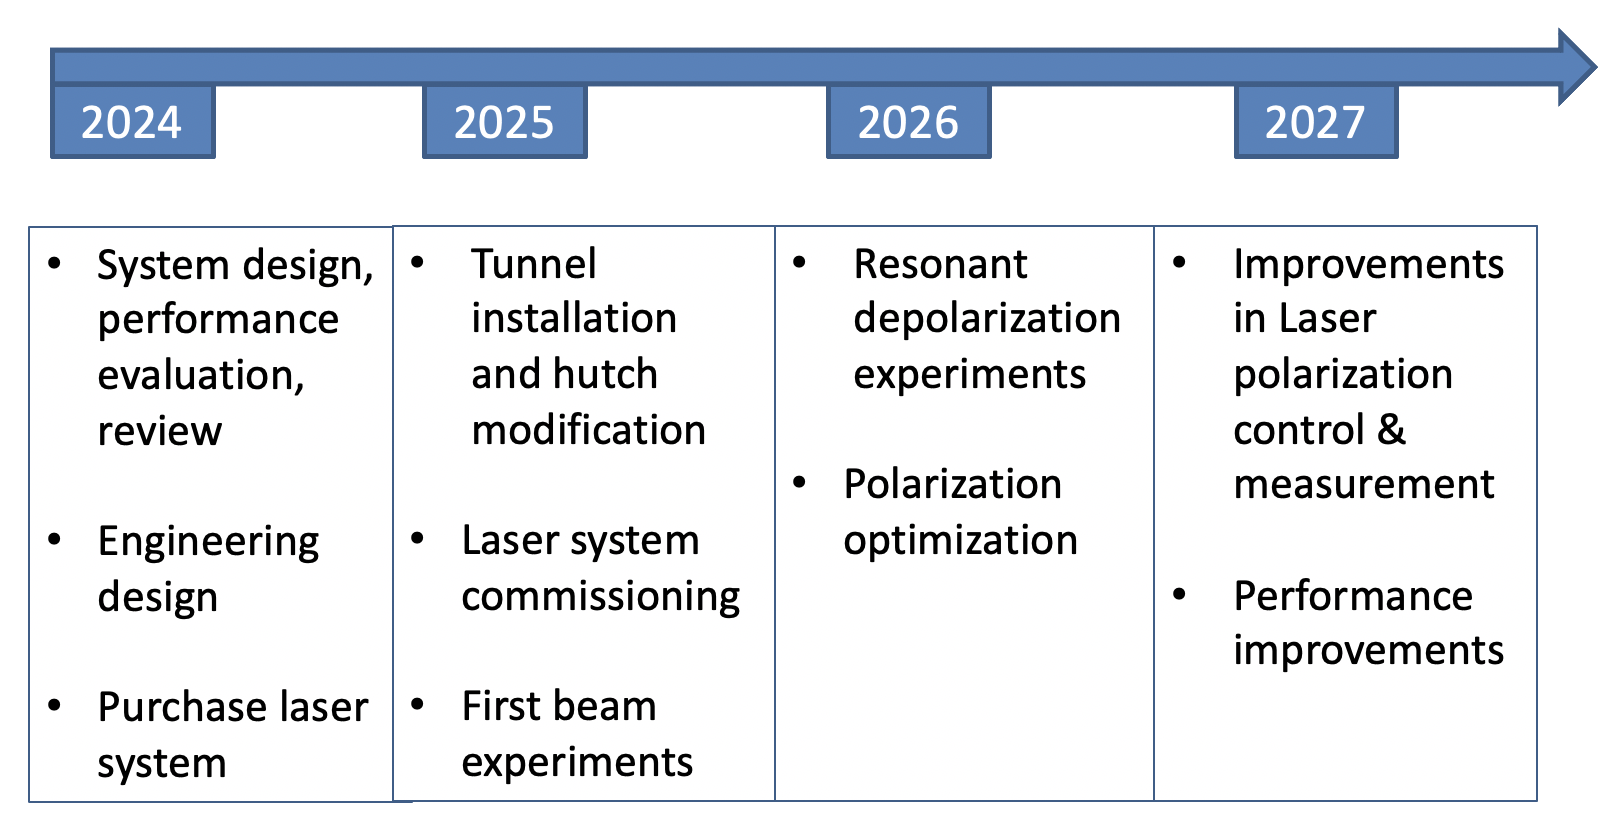 2024
2025
2026
2027
• System design,
performance
evaluation,
review
• Engineering
design
• Purchase laser
system
• Tunnel
installation
and hutch
modification
• Laser system
commissioning
• First beam
experiments
• Resonant
depolarization
experiments
• Polarization
optimization
• Improvements
in Laser
polarization
control &
measurement
• Performance
improvements